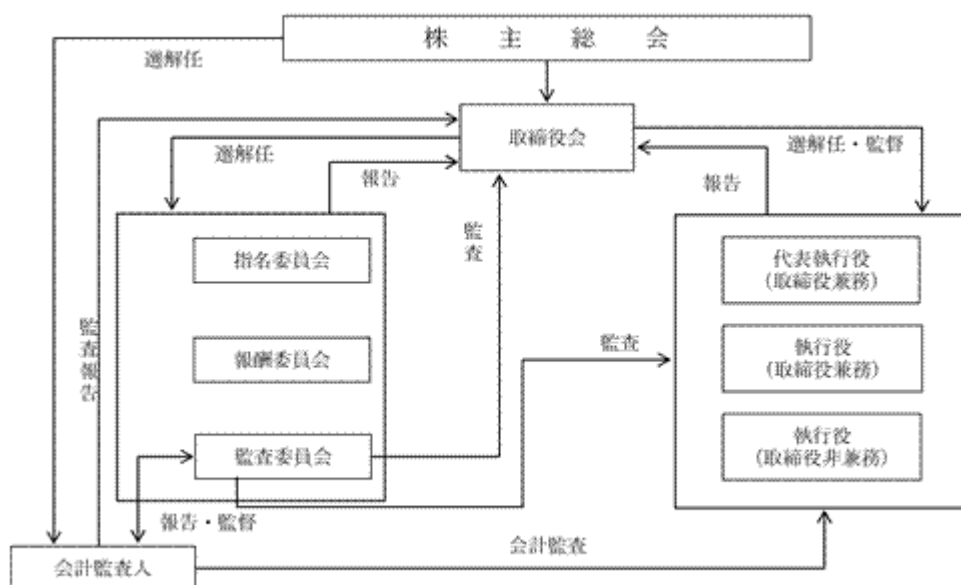 株主総会
選解任
取締役会
選解任
選解任・監督
報告
報告
監査
指名委員会
代表執行役
(取締役兼務)
監査報告
監査
報酬委員会
執行役
(取締役兼務)
監査委員会
執行役
(取締役非兼務)
報告・監督
会計監査
会計監査人